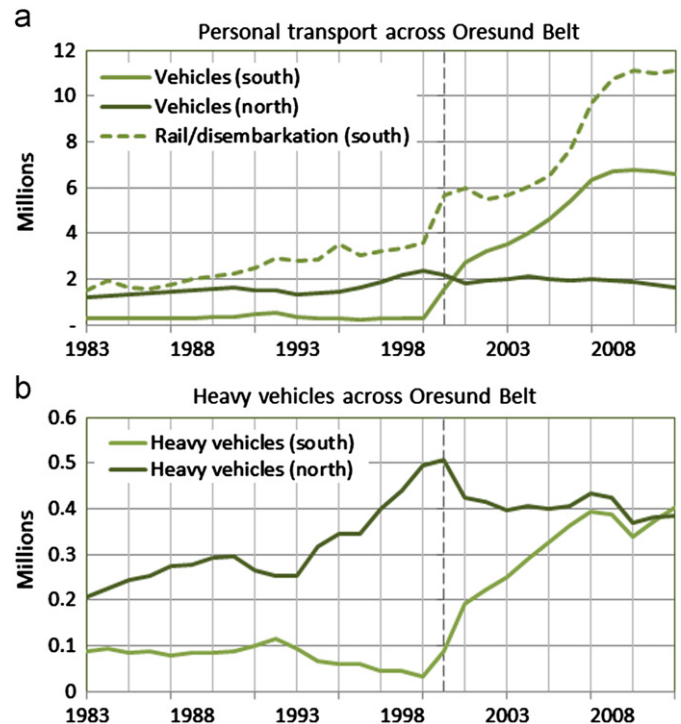 a
Personal transport across Oresund Belt
12
10
8
6
4
2
-
Millions
Vehicles (south)
Vehicles (north)
Rail/disembarkation (south)
1983 1988 1993 1998 2003 2008
b
Heavy vehicles across Oresund Belt
0.6
0.5
0.4
0.3
0.2
0.1
0
Millions
Heavy vehicles (south)
Heavy vehicles (north)
1983 1988 1993 1998 2003 2008